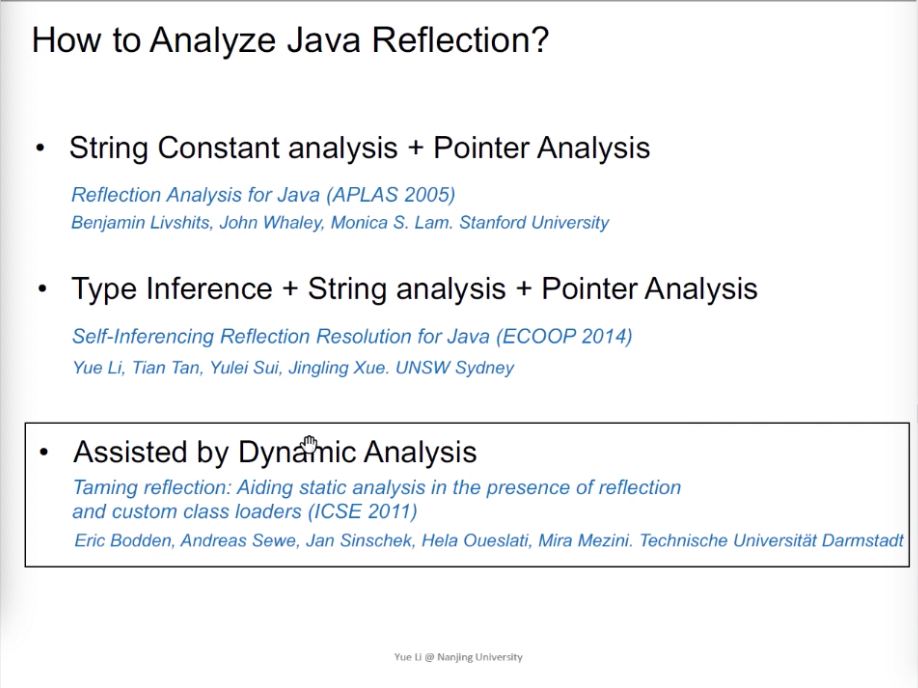 How to Analyze Java Reflection?
• String Constant analysis + Pointer Analysis
Reflection Analysis for Java (APLAS 2005)
Benjamin Livshits, John Whaley, Monica S. Lam. Stanford University
• Type Inference + String analysis + Pointer Analysis
Self-Inferencing Reflection Resolution for Java (ECOOP 2014)
Yue Li, Tian Tan, Yulei Sui, Jingling Xue. UNSW Sydney
• Assisted by Dynamic Analysis
Taming reflection: Aiding static analysis in the presence of reflection
and custom class loaders (ICSE 2011)
Eric Bodden, Andreas Sewe, Jan Sinschek, Hela Oueslati, Mira Mezini. Technische Universität Darmstadt
Yue Li @ Nanjing University